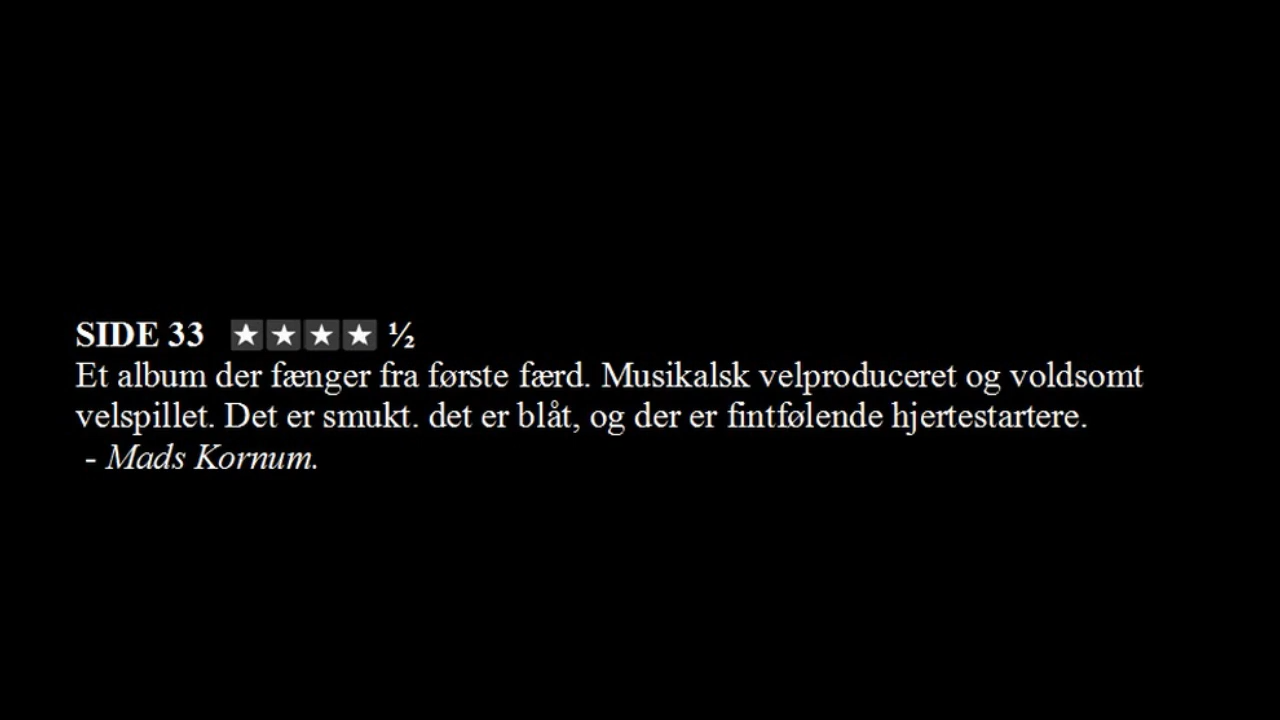 SIDE 33 ★★★★ ½
Et album der fænger fra første færd. Musikalsk velproduceret og voldsomt
velspillet. Det er smukt. det er blåt, og der er fintfølende hjertestartere.
- Mads Kornum.